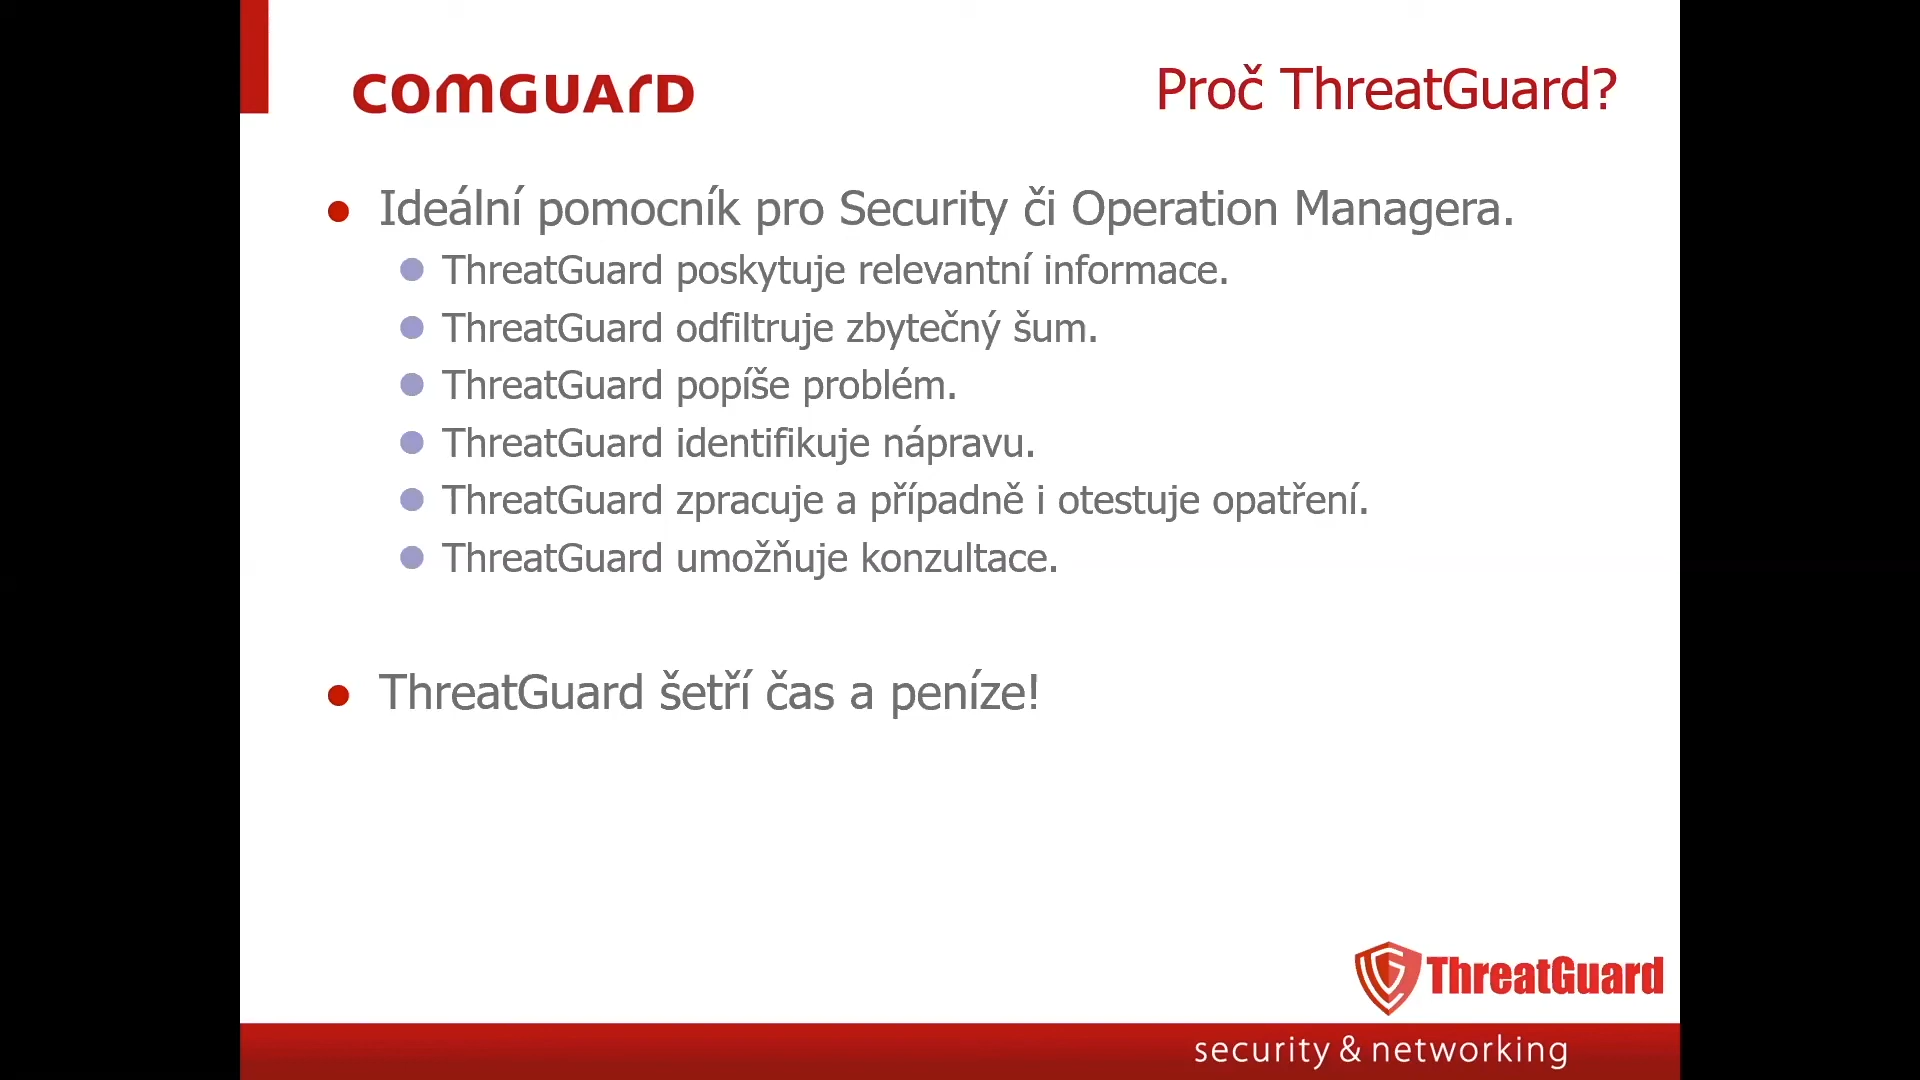 COMGUARD
Proč ThreatGuard?
Ideální pomocník pro Security či Operation Managera.
ThreatGuard poskytuje relevantní informace.
ThreatGuard odfiltruje zbytečný šum.
ThreatGuard popíše problém.
ThreatGuard identifikuje nápravu.
ThreatGuard zpracuje a případně i otestuje opatření.
ThreatGuard umožňuje konzultace.
ThreatGuard šetří čas a peníze!
ThreatGuard
security & networking